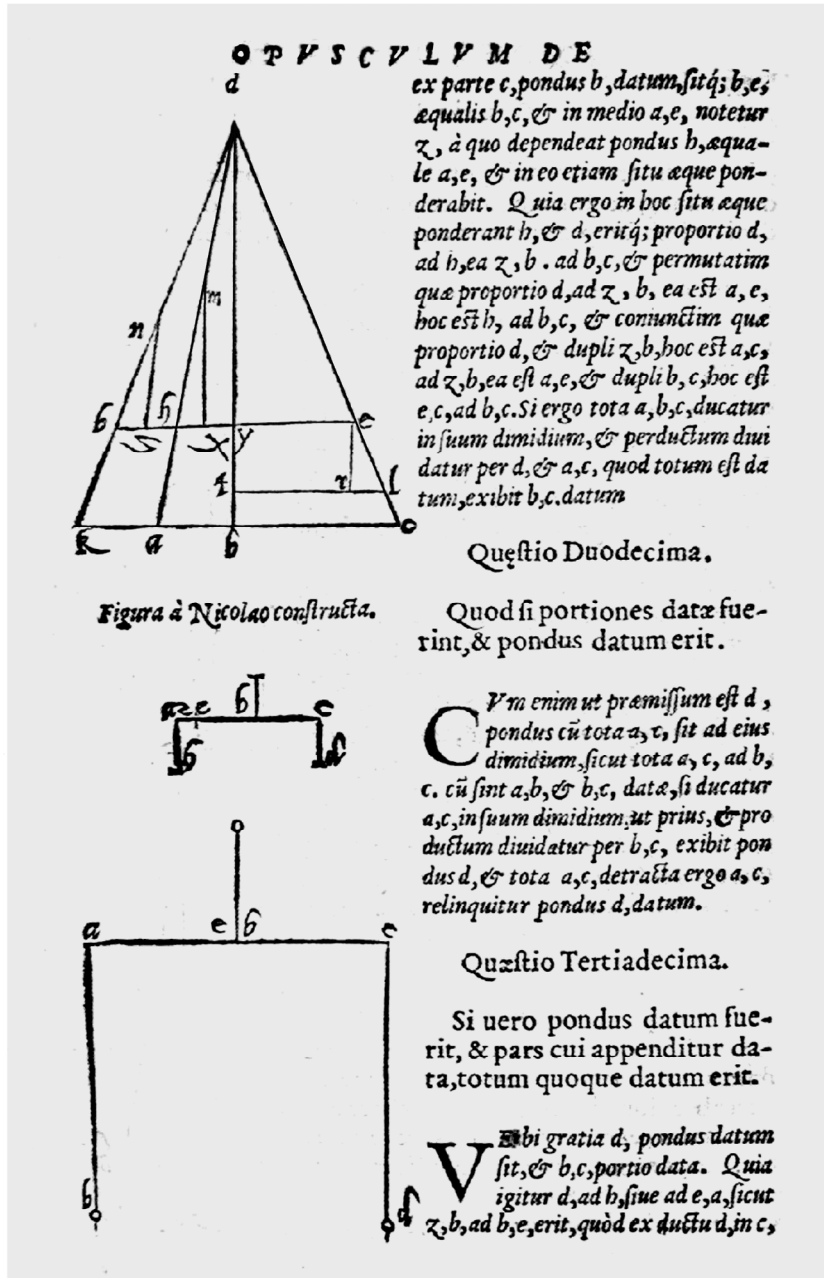 OPVSCVLVM DE
d
n
m
b
h
e
S
X
y
q
r
l
k
a
b
c
Figura à Nicolao constructa.
a z e b c
h d
a e b c
h d
ex parte c, pondus b, datum, sitq́; b, e,
æqualis b, c, & in medio a, e, notetur
z, à quo dependeat pondus h, æqua-
le a, e, & in eo etiam situ æque pon-
derabit. Quia ergo in hoc situ æque
ponderant h, & d, eritq́; proportio d,
ad h, ea z, b. ad b, c, & permutatim
quæ proportio d, ad z, b, ea est a, e,
hoc est h, ad b, c, & coniunctim quæ
proportio d, & dupli z, b, hoc est a, c,
ad z, b, ea est a, e, & dupli b, c, hoc est
e, c, ad b, c. Si ergo tota a, b, c, ducatur
in suum dimidium, & perductum diui
datur per d, & a, c, quod totum est da
tum, exibit b, c. datum
Quęstio Duodecima.
Quod si portiones datæ fue-
rint, & pondus datum erit.
CVm enim ut præmissum est d,
pondus cū tota a, c, sit ad eius
dimidium, sicut tota a, c, ad b,
c. cū sint a, b, & b, c, datæ, si ducatur
a, c, in suum dimidium, ut prius, & pro
ductum diuidatur per b, c, exibit pon
dus d, & tota a, c, detracta ergo a, c,
relinquitur pondus d, datum.
Quæstio Tertiadecima.
Si uero pondus datum fue-
rit, & pars cui appenditur da-
ta, totum quoque datum erit.
VErbi gratia d, pondus datum
sit, & b, c, portio data. Quia
igitur d, ad h, siue ad e, a, sicut
z, b, ad b, e, erit, quòd ex ductu d, in c,